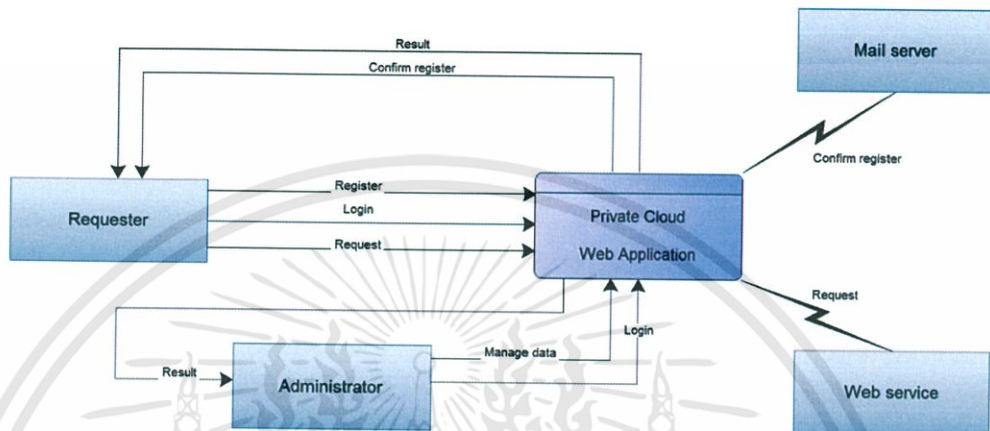 Result
Mail server
Confirm register
Confirm register
Register
Requester
Login
Private Cloud
Request
Web Application
Request
Login
Manage data
Result
Administrator
Web service